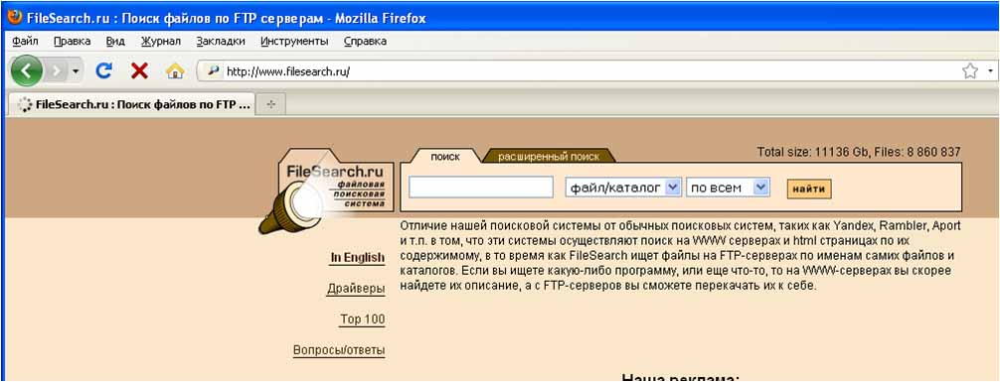 FileSearch.ru : Поиск файлов по FTP серверам - Mozilla Firefox
Файл Правка Вид Журнал Закладки Инструменты Справка
http://www.filesearch.ru/
FileSearch.ru : Поиск файлов по FTP ...
поиск расширенный поиск Total size: 11136 Gb, Files: 8 860 837
FileSearch.ru
файловая
поисковая
система
файл/каталог по всем найти
Отличие нашей поисковой системы от обычных поисковых систем, таких как Yandex, Rambler, Aport
и т.п. в том, что эти системы осуществляют поиск на WWW серверах и html страницах по их
содержимому, в то время как FileSearch ищет файлы на FTP-серверах по именам самих файлов и
каталогов. Если вы ищете какую-либо программу, или еще что-то, то на WWW-серверах вы скорее
найдете их описание, а с FTP-серверов вы сможете перекачать их к себе.
In English
Драйверы
Top 100
Вопросы/ответы
Наша реклама: